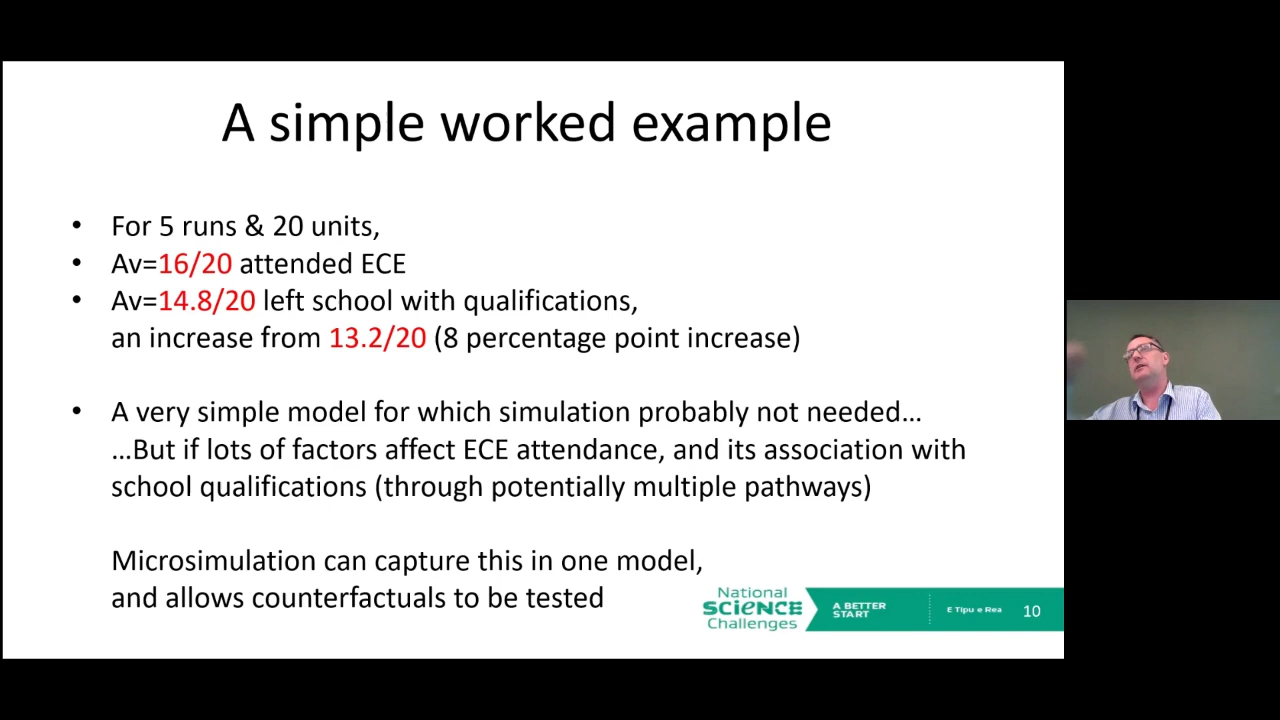 A simple worked example
• For 5 runs & 20 units,
• Av=16/20 attended ECE
• Av=14.8/20 left school with qualifications,
an increase from 13.2/20 (8 percentage point increase)
• A very simple model for which simulation probably not needed…
…But if lots of factors affect ECE attendance, and its association with
school qualifications (through potentially multiple pathways)
Microsimulation can capture this in one model,
and allows counterfactuals to be tested
National
SCIENCE
Challenges
A BETTER
START
E Tipu e Rea
10